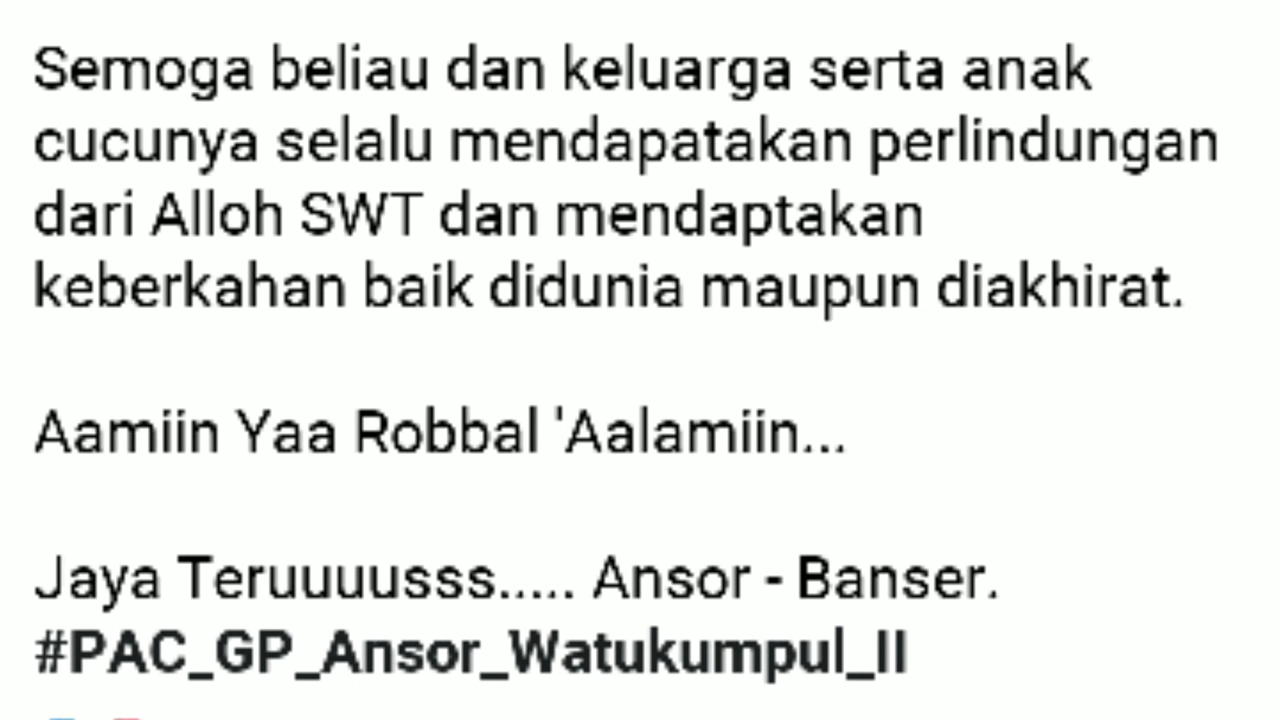 Semoga beliau dan keluarga serta anak
cucunya selalu mendapatakan perlindungan
dari Alloh SWT dan mendaptakan
keberkahan baik didunia maupun diakhirat.
Aamiin Yaa Robbal 'Aalamiin...
Jaya Teruuuusss..... Ansor - Banser.
#PAC_GP_Ansor_Watukumpul_II